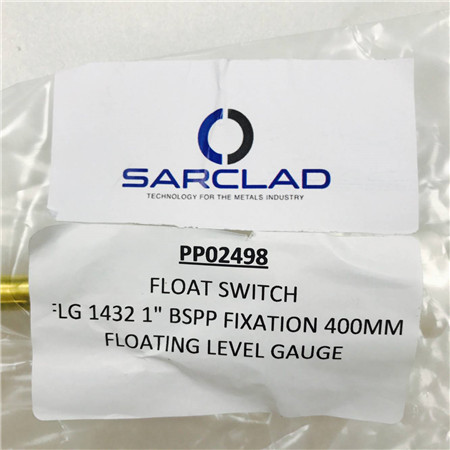 SARCLAD
TECHNOLOGY FOR THE METALS INDUSTRY
PP02498
FLOAT SWITCH
FLG 1432 1" BSPP FIXATION 400MM
FLOATING LEVEL GAUGE